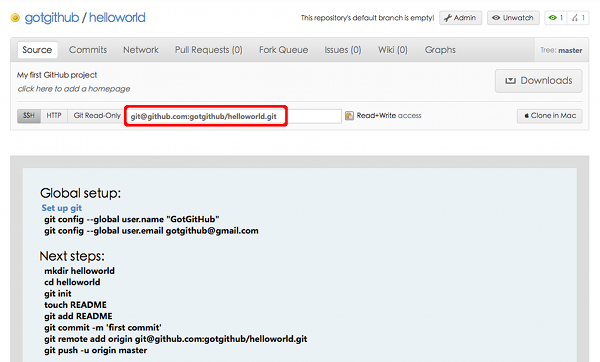 gotgithub / helloworld
This repository's default branch is empty! Admin Unwatch 1 1
Source Commits Network Pull Requests (0) Fork Queue Issues (0) Wiki (0) Graphs Tree: master
My first GitHub project
click here to add a homepage
Downloads
SSH HTTP Git Read-Only git@github.com:gotgithub/helloworld.git Read+Write access Clone in Mac
Global setup:
Set up git
git config --global user.name "GotGitHub"
git config --global user.email gotgithub@gmail.com
Next steps:
mkdir helloworld
cd helloworld
git init
touch README
git add README
git commit -m 'first commit'
git remote add origin git@github.com:gotgithub/helloworld.git
git push -u origin master